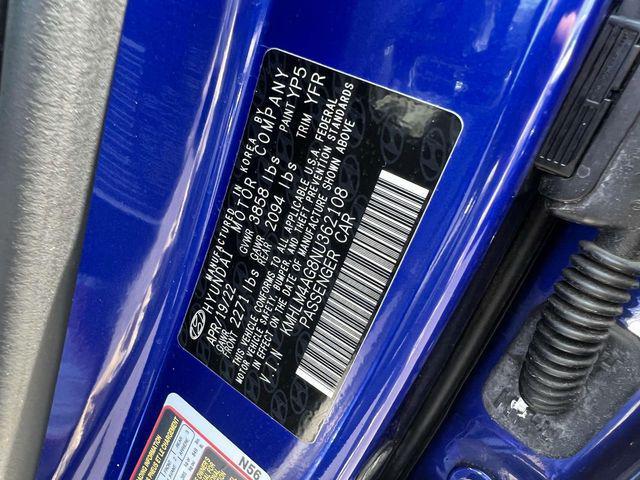 MANUFACTURED IN KOREA BY
HYUNDAI MOTOR COMPANY
APR/19/22 GVWR 3858 lbs PAINT YP5
GAWR FRONT 2271 lbs GAWR REAR 2094 lbs TRIM YFR
THIS VEHICLE CONFORMS TO ALL APPLICABLE U.S.A. FEDERAL
MOTOR VEHICLE SAFETY, BUMPER, AND THEFT PREVENTION STANDARDS
IN EFFECT ON THE DATE OF MANUFACTURE SHOWN ABOVE
V.I.N KMHLM4AG8NU362108
PASSENGER CAR
N56